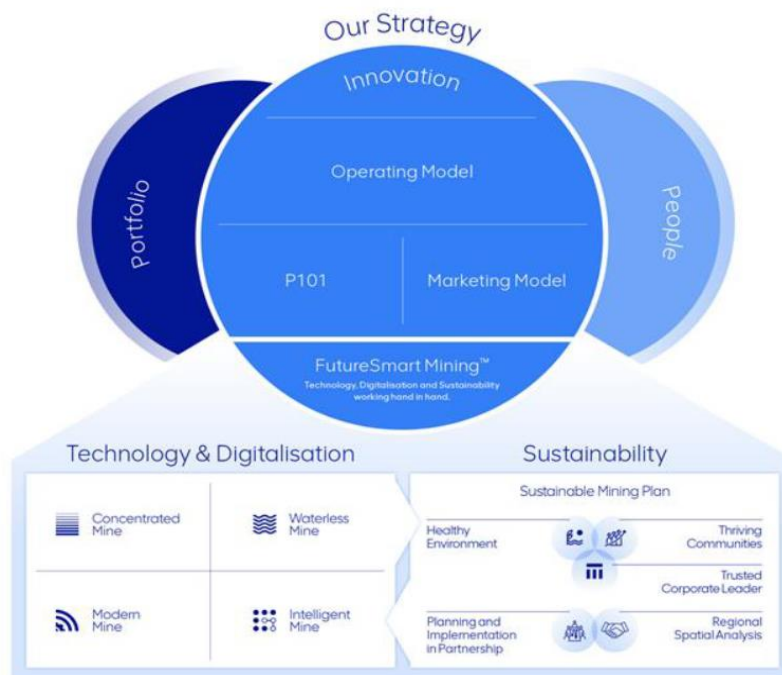 Our Strategy
Innovation
Portfolio
People
Operating Model
P101
Marketing Model
FutureSmart Mining™
Technology, Digitalisation and Sustainability
working hand in hand.
Technology & Digitalisation
Concentrated
Mine
Waterless
Mine
Modern
Mine
Intelligent
Mine
Sustainability
Sustainable Mining Plan
Healthy
Environment
Thriving
Communities
Trusted
Corporate Leader
Planning and
Implementation
in Partnership
Regional
Spatial Analysis